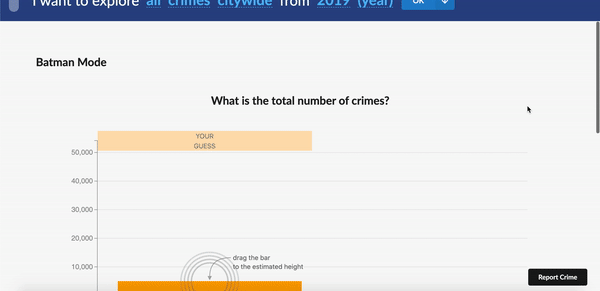 I want to explore all crimes citywide from 2019 (year) OK
Batman Mode
What is the total number of crimes?
YOUR
GUESS
50,000
40,000
30,000
20,000
10,000
drag the bar
to the estimated height
Report Crime